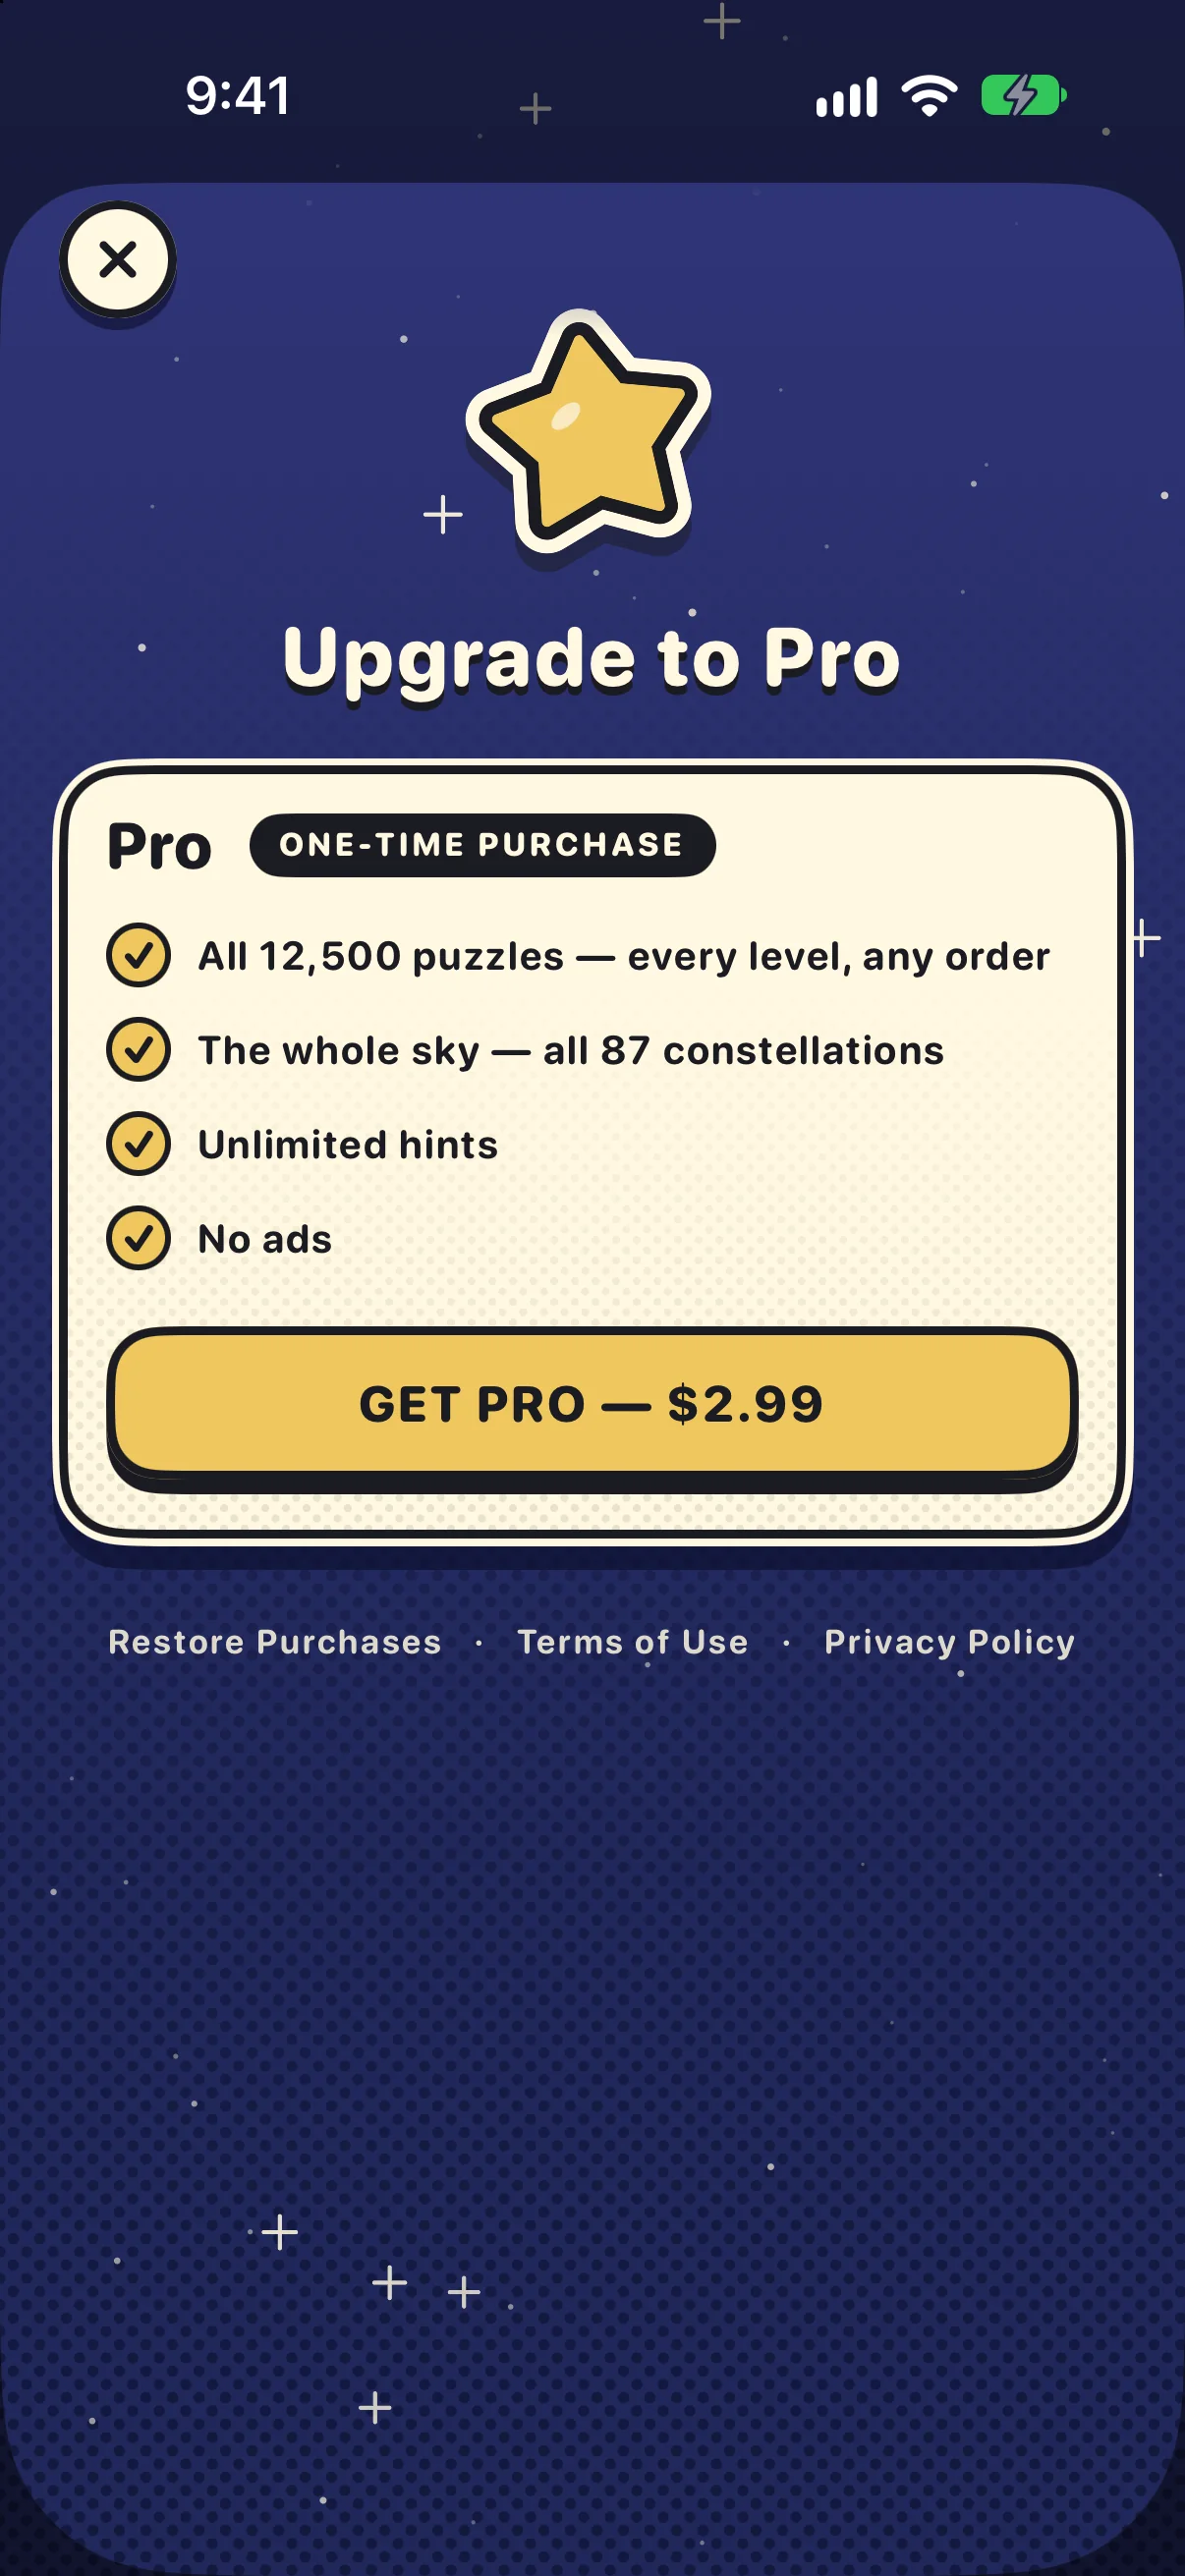 9:41
Upgrade to Pro
Pro
ONE-TIME PURCHASE
All 12,500 puzzles — every level, any order
The whole sky — all 87 constellations
Unlimited hints
No ads
GET PRO — $2.99
Restore Purchases · Terms of Use · Privacy Policy